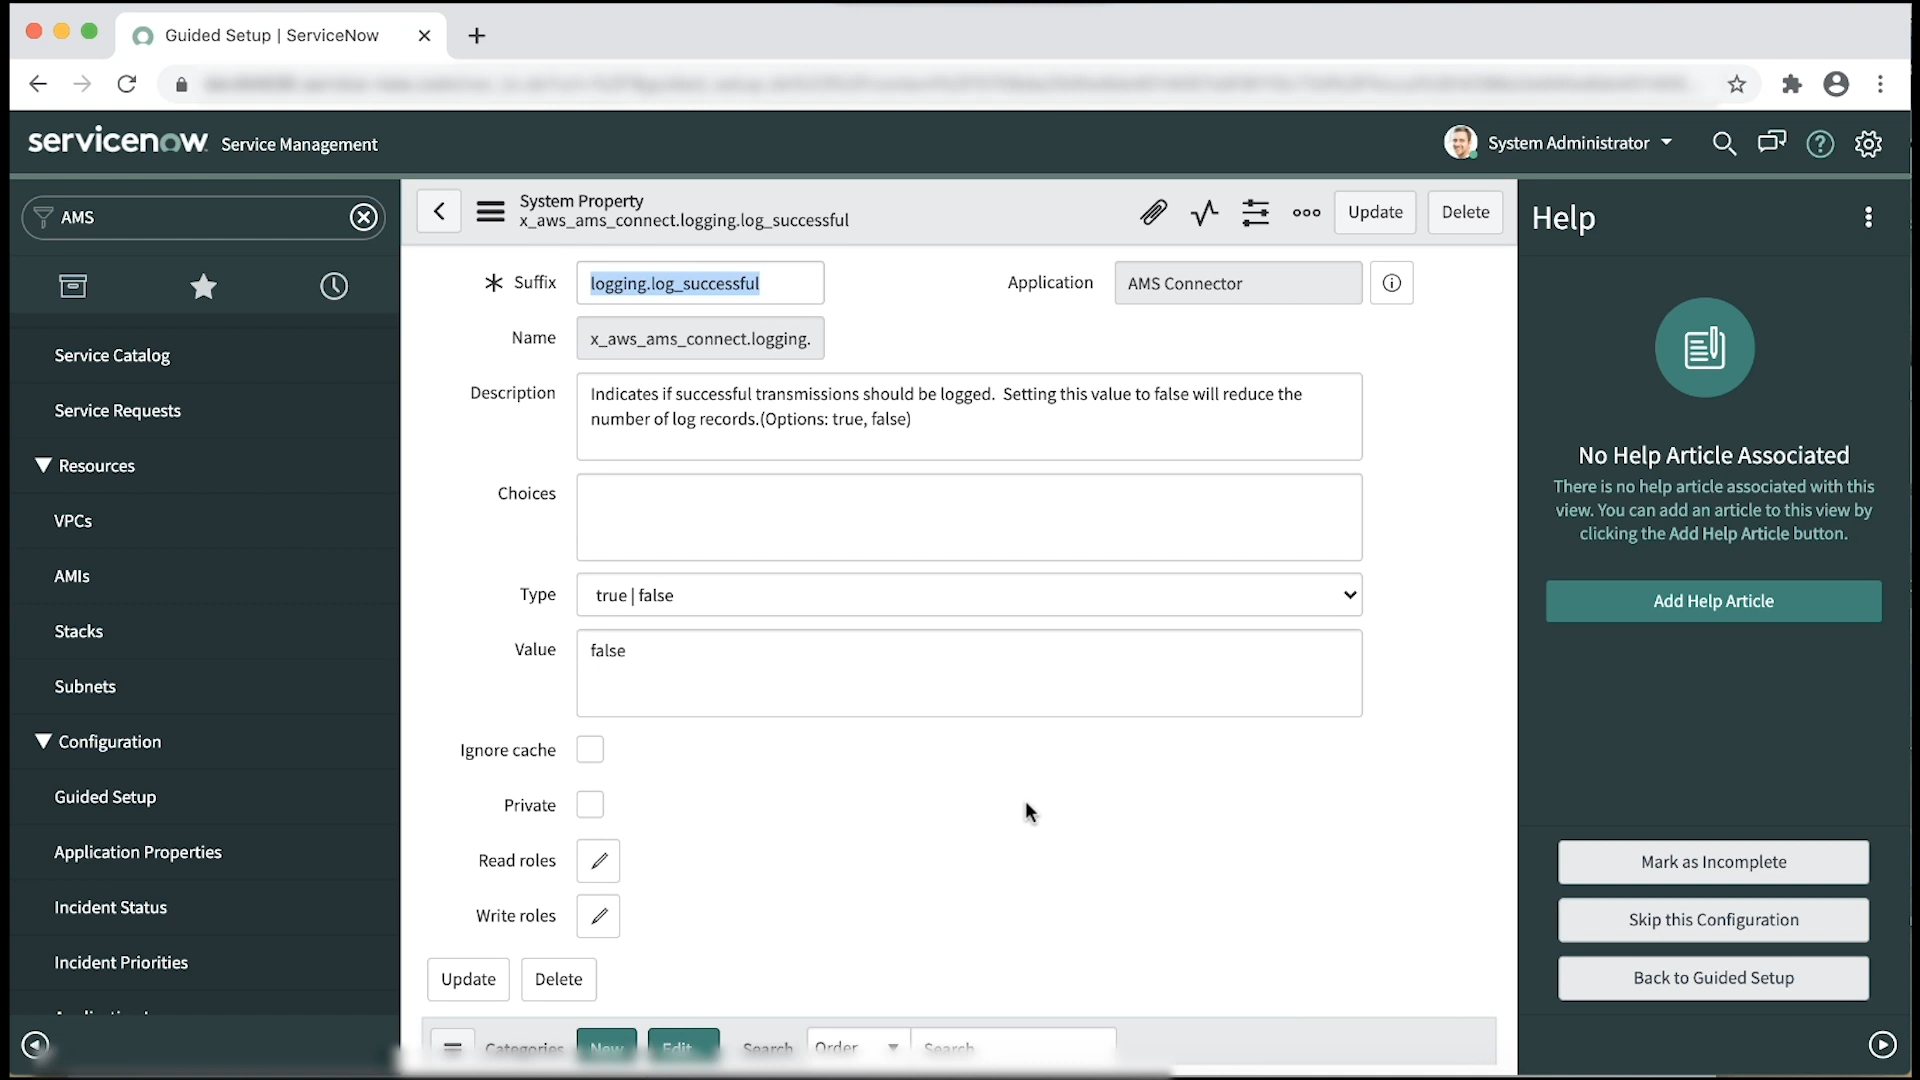 Guided Setup | ServiceNow
servicenow Service Management
System Administrator
AMS
System Property
x_aws_ams_connect.logging.log_successful
Update
Delete
Help
Suffix
logging.log_successful
Application
AMS Connector
Name
x_aws_ams_connect.logging.
Description
Indicates if successful transmissions should be logged.  Setting this value to false will reduce the
number of log records.(Options: true, false)
Choices
Type
true | false
Value
false
Ignore cache
Private
Read roles
Write roles
Update
Delete
Categories
New
Edit...
Search
Order
Search
Service Catalog
Service Requests
Resources
VPCs
AMIs
Stacks
Subnets
Configuration
Guided Setup
Application Properties
Incident Status
Incident Priorities
No Help Article Associated
There is no help article associated with this
view. You can add an article to this view by
clicking the Add Help Article button.
Add Help Article
Mark as Incomplete
Skip this Configuration
Back to Guided Setup